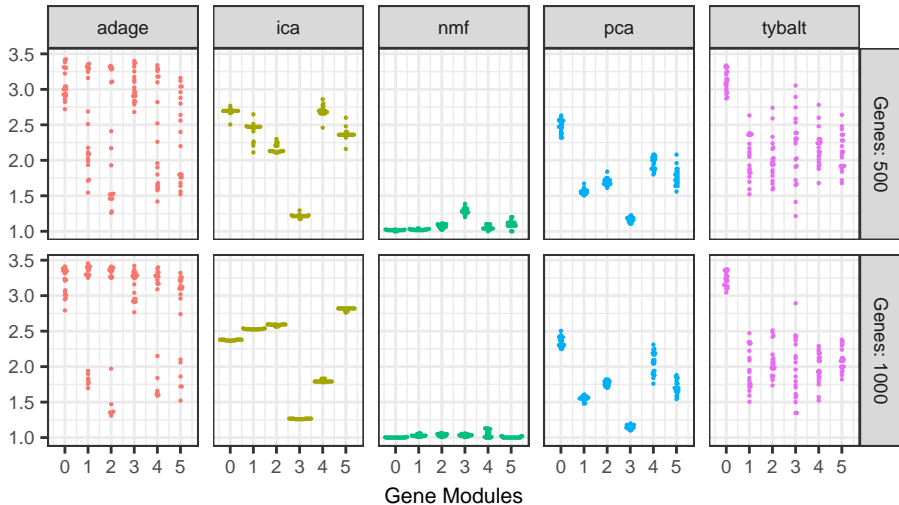 adage ica nmf pca tybalt
3.5
3.0
2.5
2.0
1.5
1.0
Genes: 500
3.5
3.0
2.5
2.0
1.5
1.0
Genes: 1000
0 1 2 3 4 5 0 1 2 3 4 5 0 1 2 3 4 5 0 1 2 3 4 5 0 1 2 3 4 5
Gene Modules